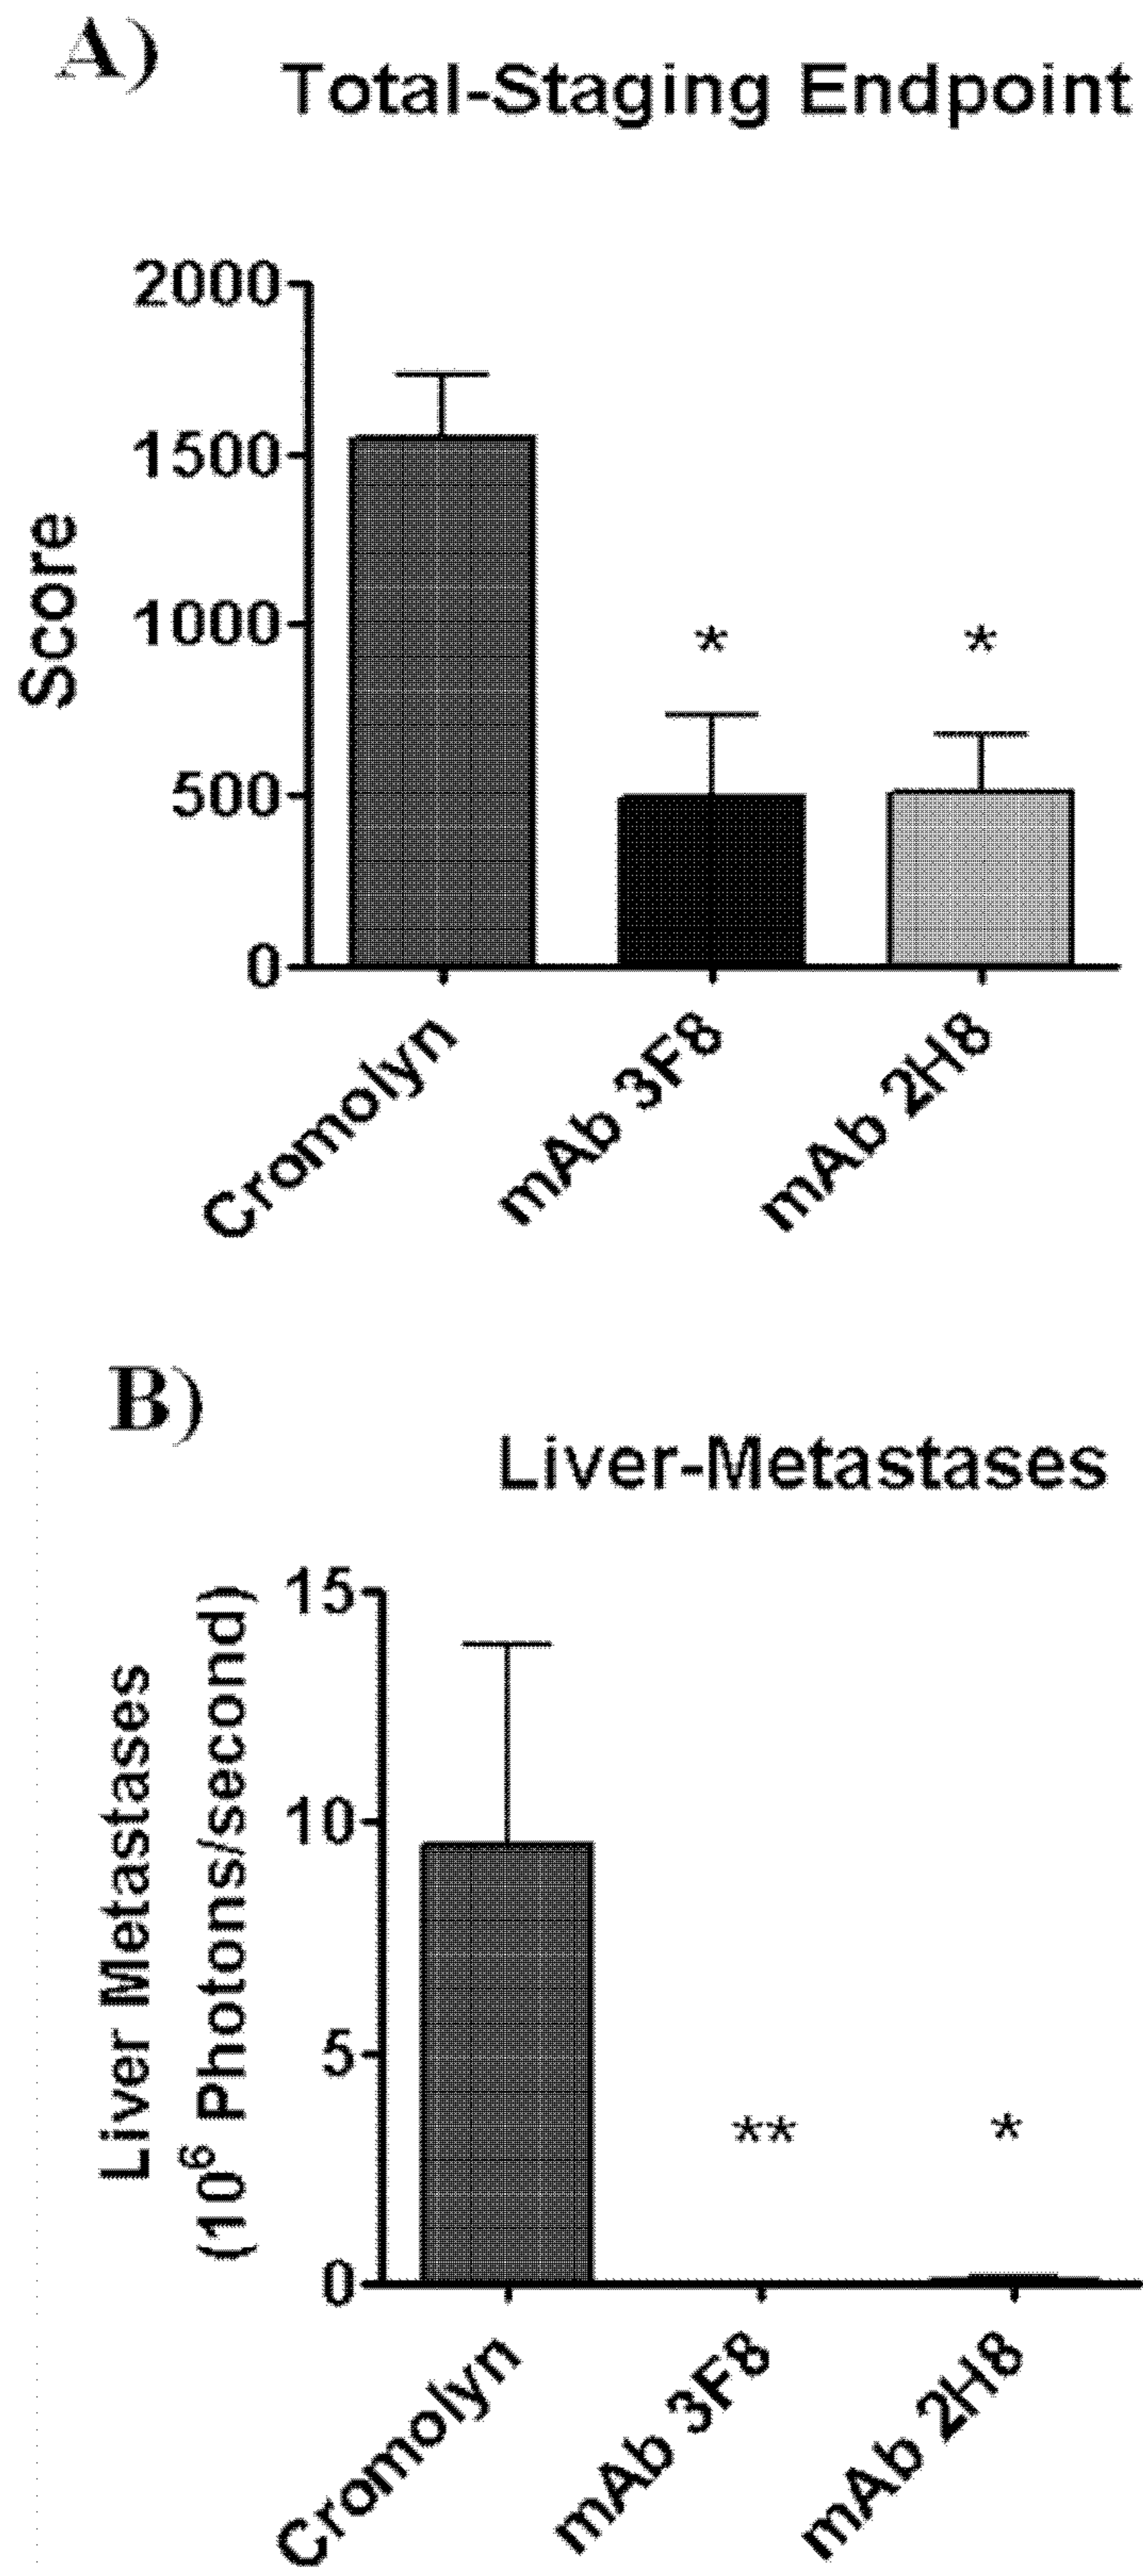 A)
Total-Staging Endpoint
2000
1500
1000
500
0
Score
* *
Cromolyn
mAb 3F8
mAb 2H8
B)
Liver-Metastases
15
10
5
0
Liver Metastases
(10⁶ Photons/second)
** *
Cromolyn
mAb 3F8
mAb 2H8